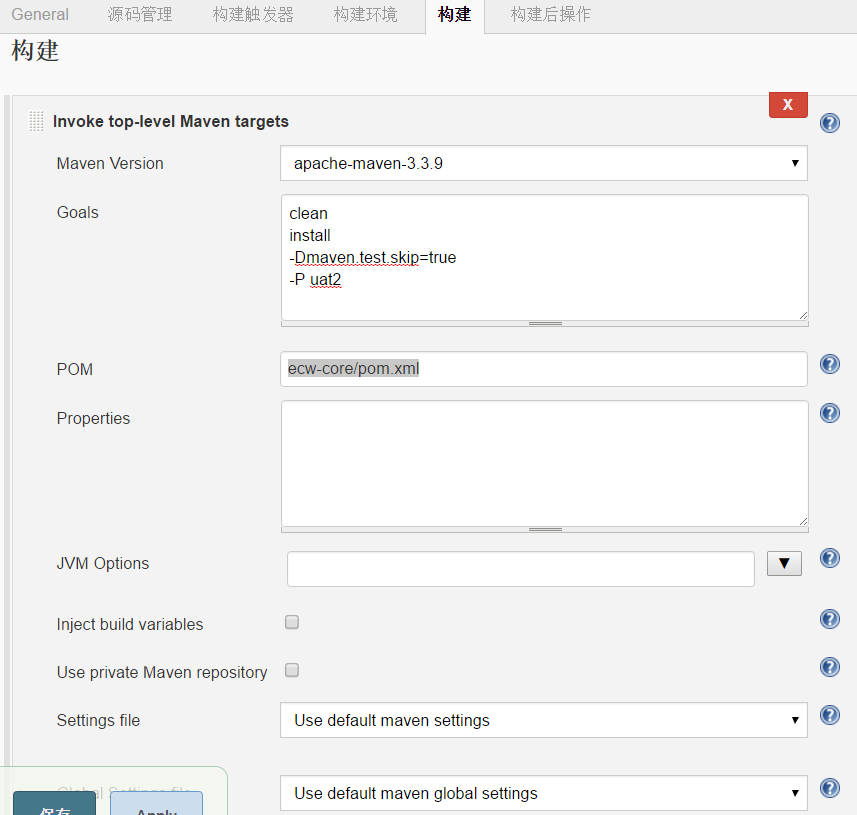 General 源码管理 构建触发器 构建环境 构建 构建后操作
构建
Invoke top-level Maven targets X
Maven Version apache-maven-3.3.9
Goals clean
install
-Dmaven.test.skip=true
-P uat2
POM ecw-core/pom.xml
Properties
JVM Options
Inject build variables
Use private Maven repository
Settings file Use default maven settings
Global Settings file Use default maven global settings
保存 Apply